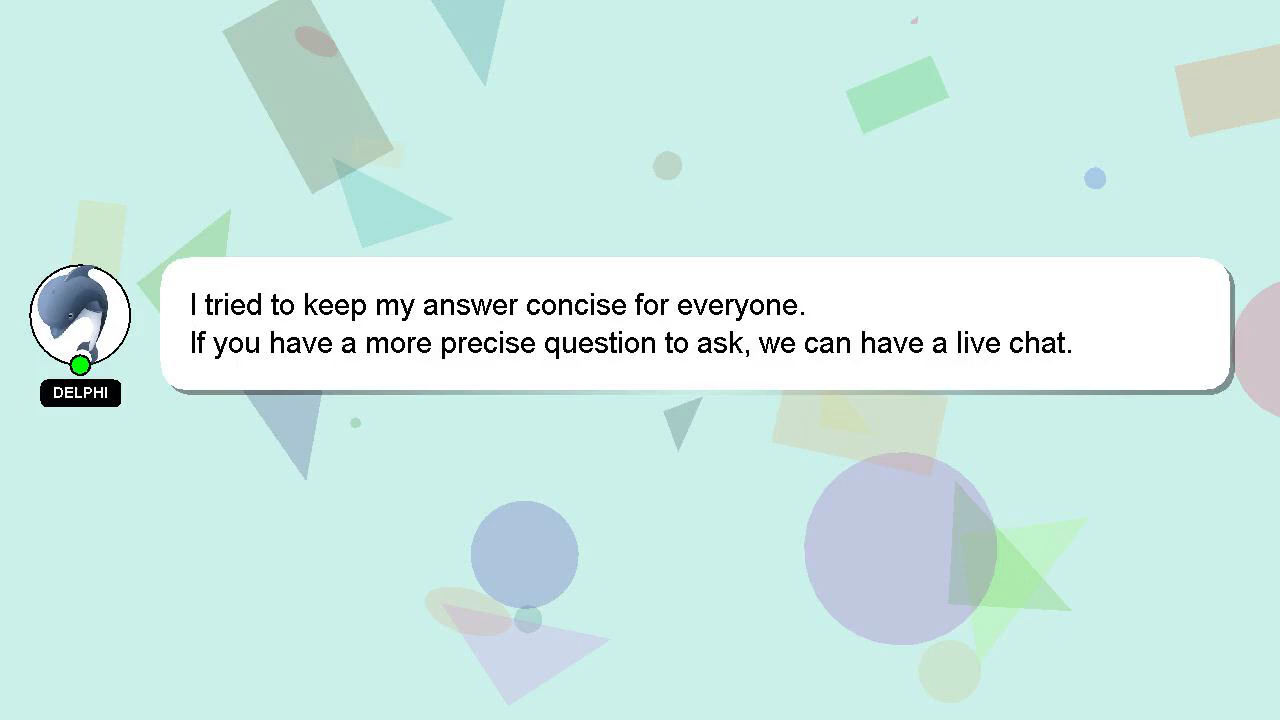 I tried to keep my answer concise for everyone.
If you have a more precise question to ask, we can have a live chat.
DELPHI